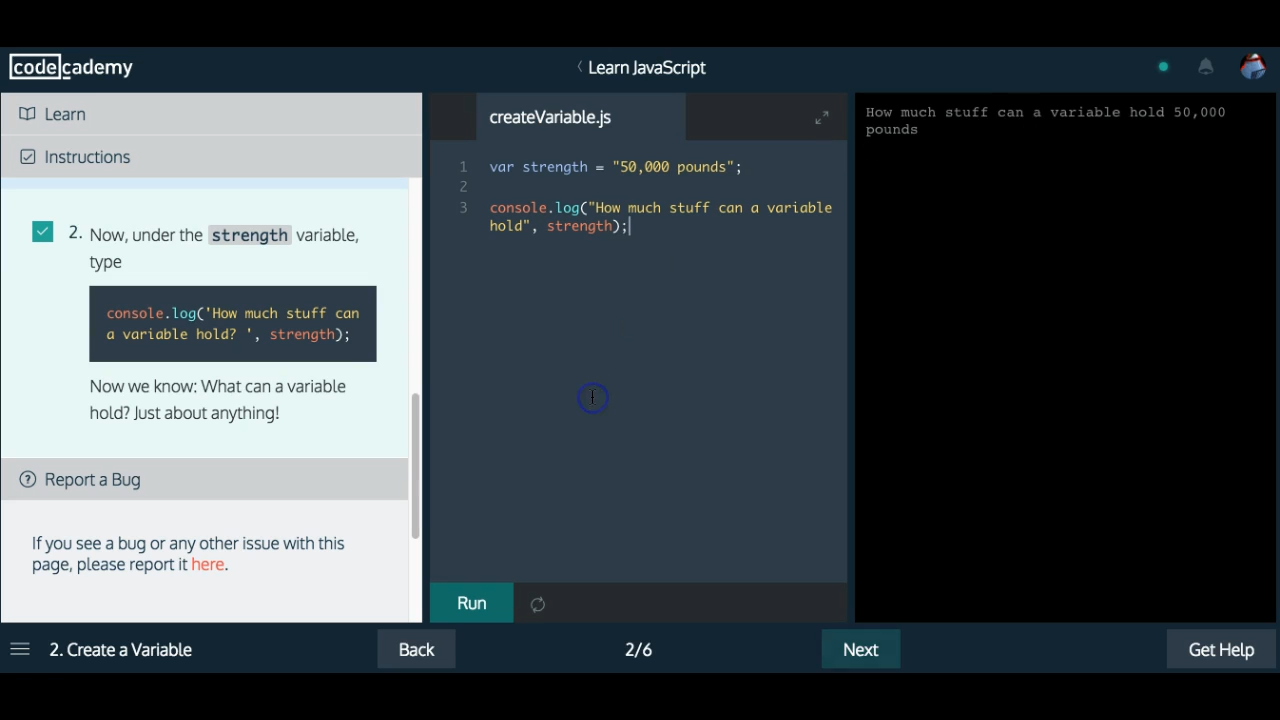 codecademy
Learn JavaScript
Learn
Instructions
2. Now, under the strength variable,
type
console.log('How much stuff can
a variable hold? ', strength);
Now we know: What can a variable
hold? Just about anything!
Report a Bug
If you see a bug or any other issue with this
page, please report it here.
createVariable.js
1 var strength = "50,000 pounds";
2
3 console.log("How much stuff can a variable
hold", strength);
Run
How much stuff can a variable hold 50,000
pounds
2. Create a Variable
Back
2/6
Next
Get Help